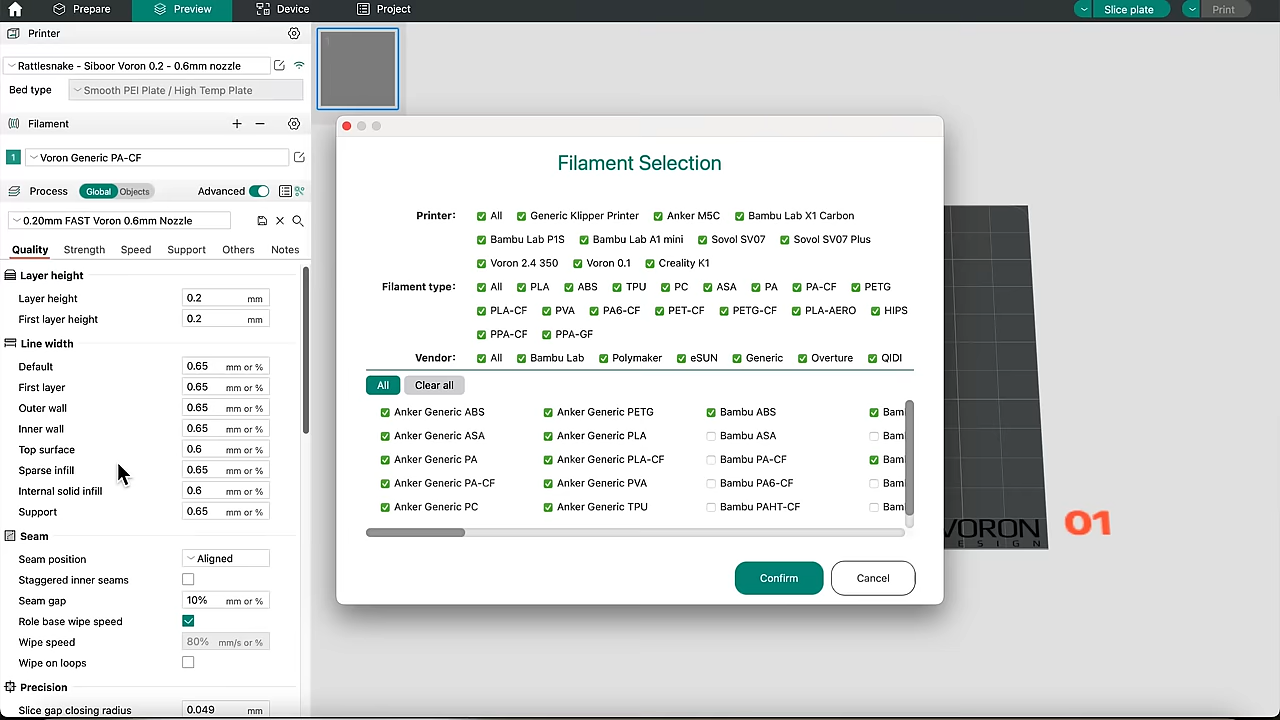 Prepare
Preview
Device
Project
Slice plate
Print
Printer
Rattlesnake - Siboor Voron 0.2 - 0.6mm nozzle
Bed type
Smooth PEI Plate / High Temp Plate
Filament
1
Voron Generic PA-CF
Process
Global
Objects
Advanced
0.20mm FAST Voron 0.6mm Nozzle
Quality
Strength
Speed
Support
Others
Notes
Layer height
Layer height 0.2 mm
First layer height 0.2 mm
Line width
Default 0.65 mm or %
First layer 0.65 mm or %
Outer wall 0.65 mm or %
Inner wall 0.65 mm or %
Top surface 0.6 mm or %
Sparse infill 0.65 mm or %
Internal solid infill 0.6 mm or %
Support 0.65 mm or %
Seam
Seam position Aligned
Staggered inner seams
Seam gap 10% mm or %
Role base wipe speed
Wipe speed 80% mm/s or %
Wipe on loops
Precision
Slice gap closing radius 0.049 mm
Filament Selection
Printer: All Generic Klipper Printer Anker M5C Bambu Lab X1 Carbon
Bambu Lab P1S Bambu Lab A1 mini Sovol SV07 Sovol SV07 Plus
Voron 2.4 350 Voron 0.1 Creality K1
Filament type: All PLA ABS TPU PC ASA PA PA-CF PETG
PLA-CF PVA PA6-CF PET-CF PETG-CF PLA-AERO HIPS
PPA-CF PPA-GF
Vendor: All Bambu Lab Polymaker eSUN Generic Overture QIDI
All Clear all
Anker Generic ABS Anker Generic PETG Bambu ABS Bam
Anker Generic ASA Anker Generic PLA Bambu ASA Bam
Anker Generic PA Anker Generic PLA-CF Bambu PA-CF Bam
Anker Generic PA-CF Anker Generic PVA Bambu PA6-CF Bam
Anker Generic PC Anker Generic TPU Bambu PAHT-CF Bam
Confirm Cancel
VORON
DESIGN
01